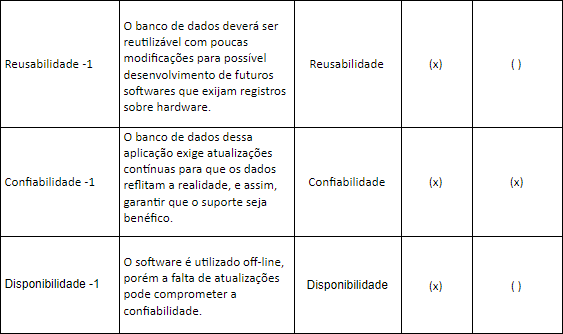 Reusabilidade -1
O banco de dados deverá ser
reutilizável com poucas
modificações para possível
desenvolvimento de futuros
softwares que exijam registros
sobre hardware.
Reusabilidade
(x)
( )
Confiabilidade -1
O banco de dados dessa
aplicação exige atualizações
contínuas para que os dados
reflitam a realidade, e assim,
garantir que o suporte seja
benéfico.
Confiabilidade
(x)
(x)
Disponibilidade -1
O software é utilizado off-line,
porém a falta de atualizações
pode comprometer a
confiabilidade.
Disponibilidade
(x)
( )